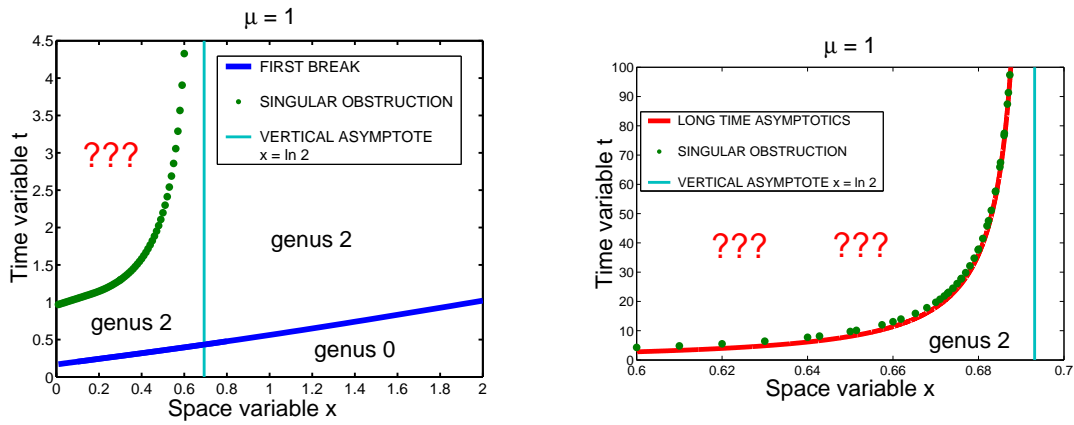 μ = 1
4.5
4
3.5
3
2.5
2
1.5
1
0.5
0
Time variable t
FIRST BREAK
SINGULAR OBSTRUCTION
VERTICAL ASYMPTOTE
x = ln 2
???
genus 2
genus 2
genus 0
0 0.2 0.4 0.6 0.8 1 1.2 1.4 1.6 1.8 2
Space variable x
μ = 1
100
90
80
70
60
50
40
30
20
10
0
Time variable t
LONG TIME ASYMPTOTICS
SINGULAR OBSTRUCTION
VERTICAL ASYMPTOTE x = ln 2
??? ???
genus 2
0.6 0.62 0.64 0.66 0.68 0.7
Space variable x